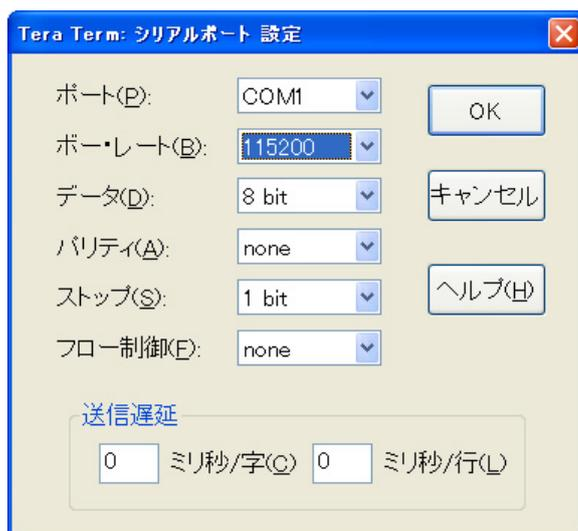 Tera Term: シリアルポート 設定
ポート(P): COM1
OK
ボー・レート(B): 115200
データ(D): 8 bit
キャンセル
パリティ(A): none
ストップ(S): 1 bit
ヘルプ(H)
フロー制御(F): none
送信遅延
0 ミリ秒/字(C) 0 ミリ秒/行(L)